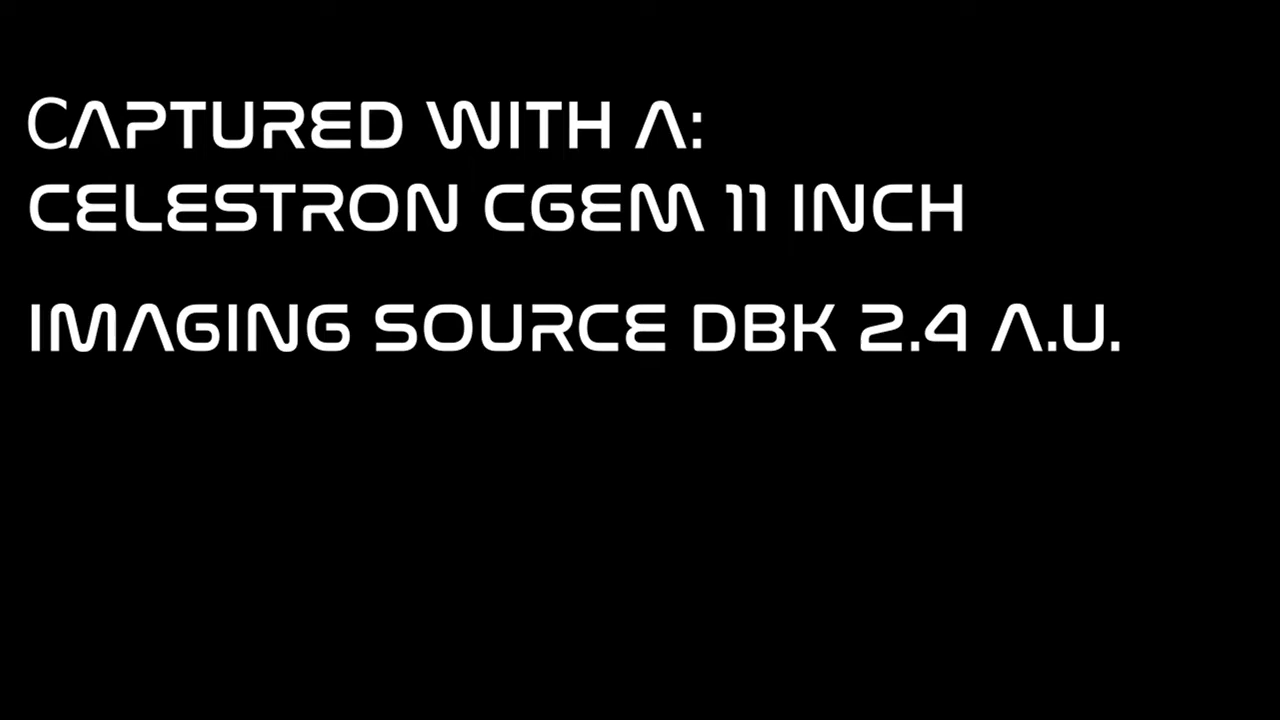 CAPTURED WITH A:
CELESTRON CGEM 11 INCH
IMAGING SOURCE DBK 2.4 A.U.